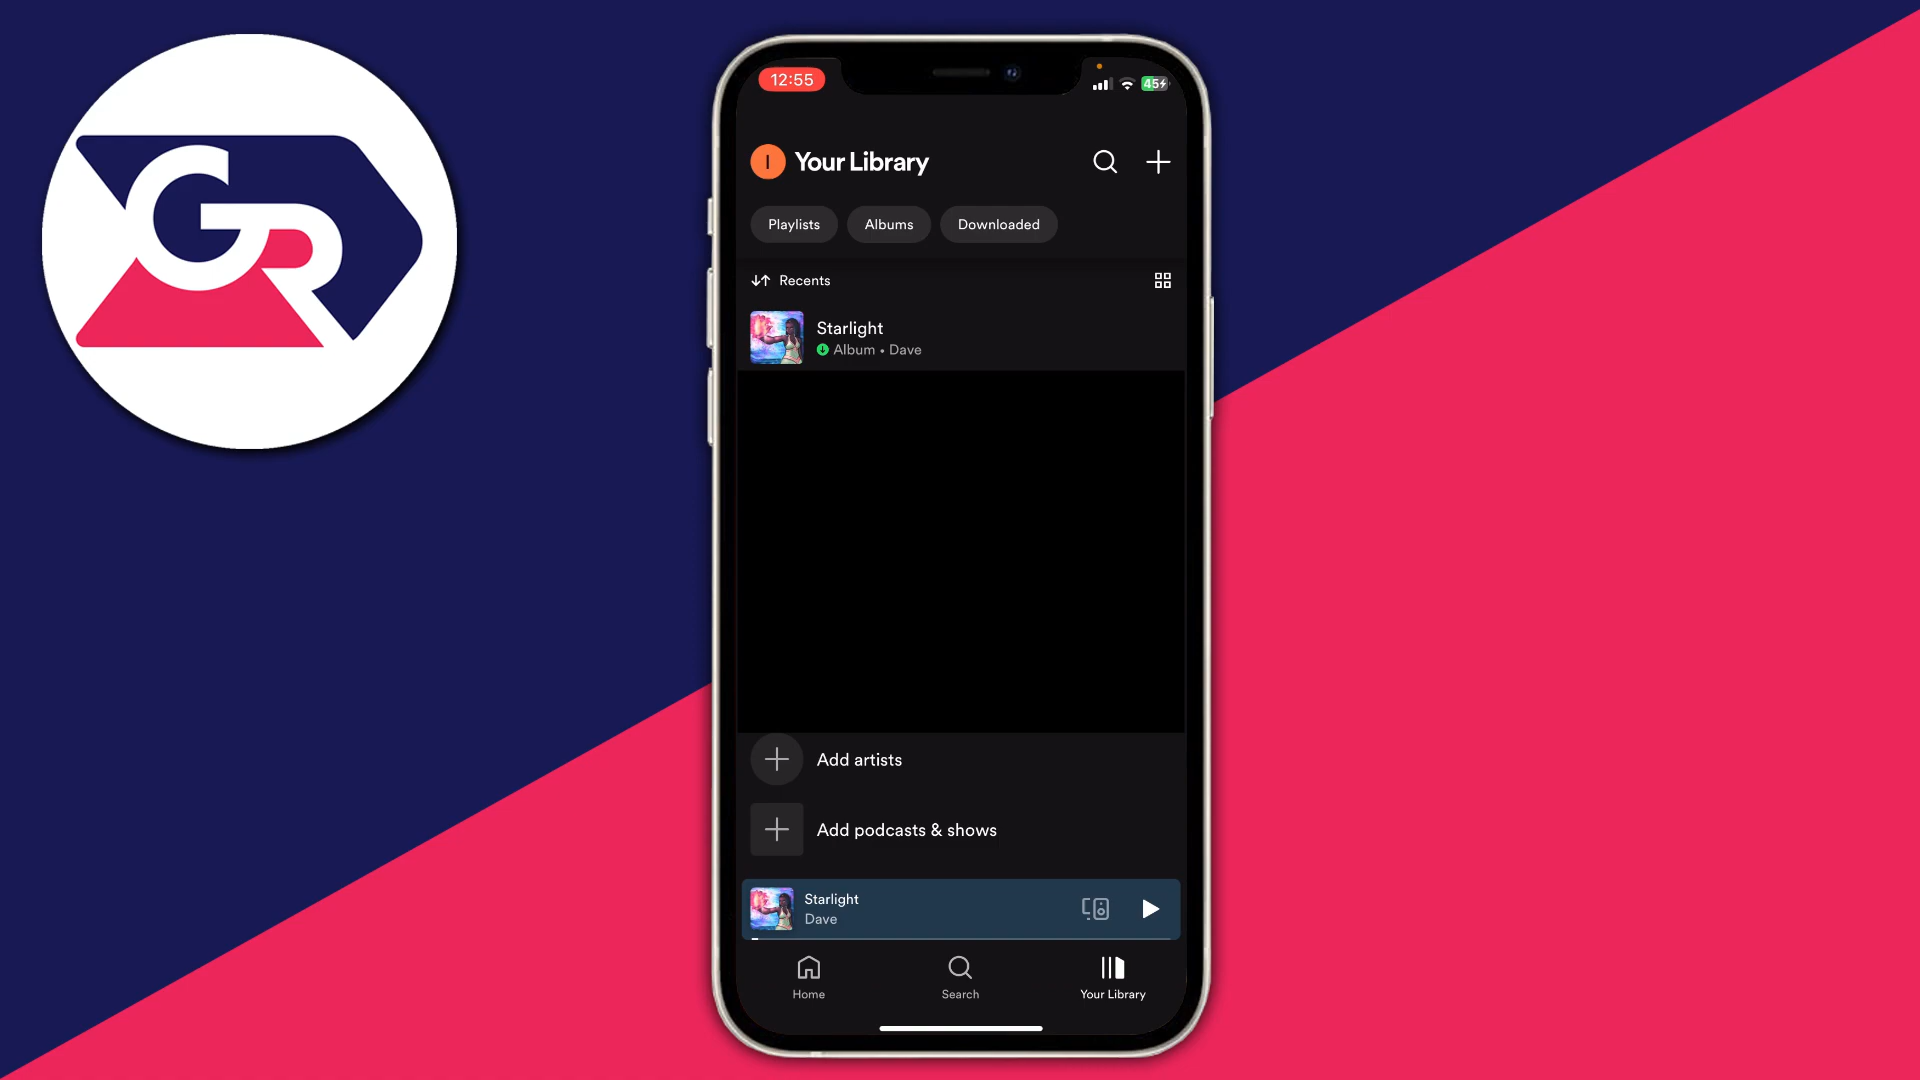 GR
12:55
45
I
Your Library
Playlists
Albums
Downloaded
Recents
Starlight
Album • Dave
Add artists
Add podcasts & shows
Starlight
Dave
Home
Search
Your Library